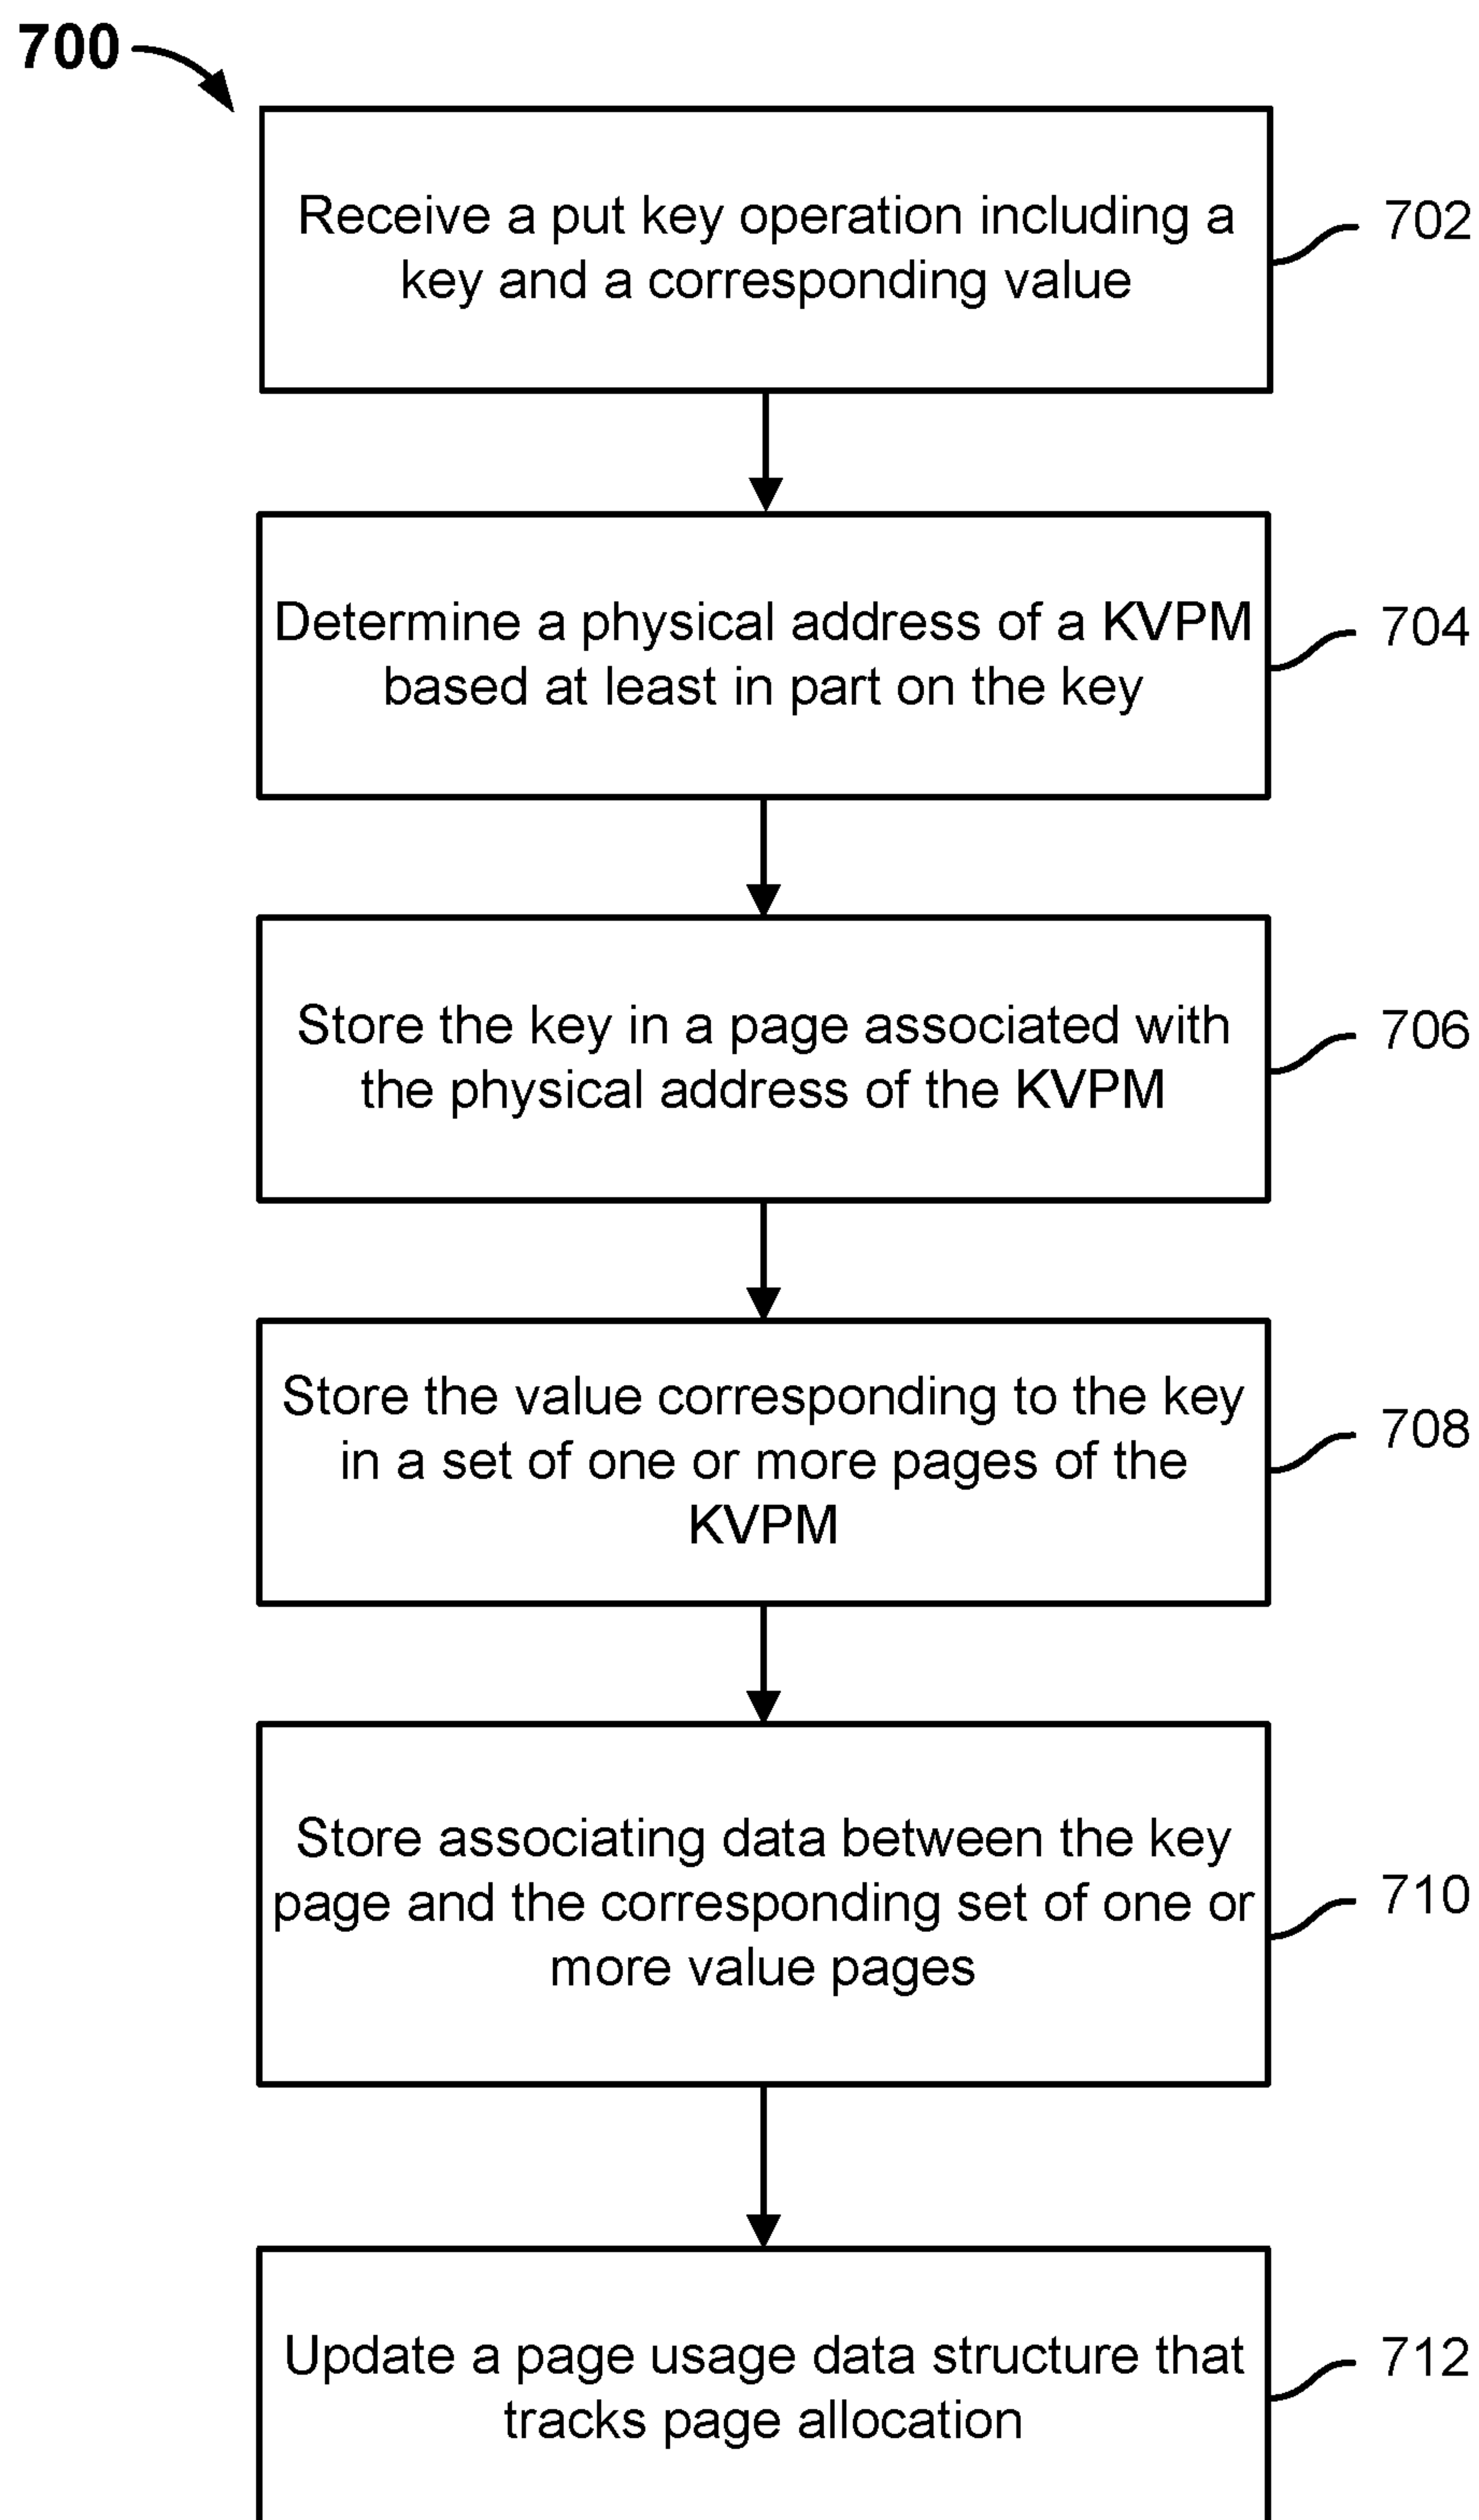 700
Receive a put key operation including a
key and a corresponding value
702
Determine a physical address of a KVPM
based at least in part on the key
704
Store the key in a page associated with
the physical address of the KVPM
706
Store the value corresponding to the key
in a set of one or more pages of the
KVPM
708
Store associating data between the key
page and the corresponding set of one or
more value pages
710
Update a page usage data structure that
tracks page allocation
712